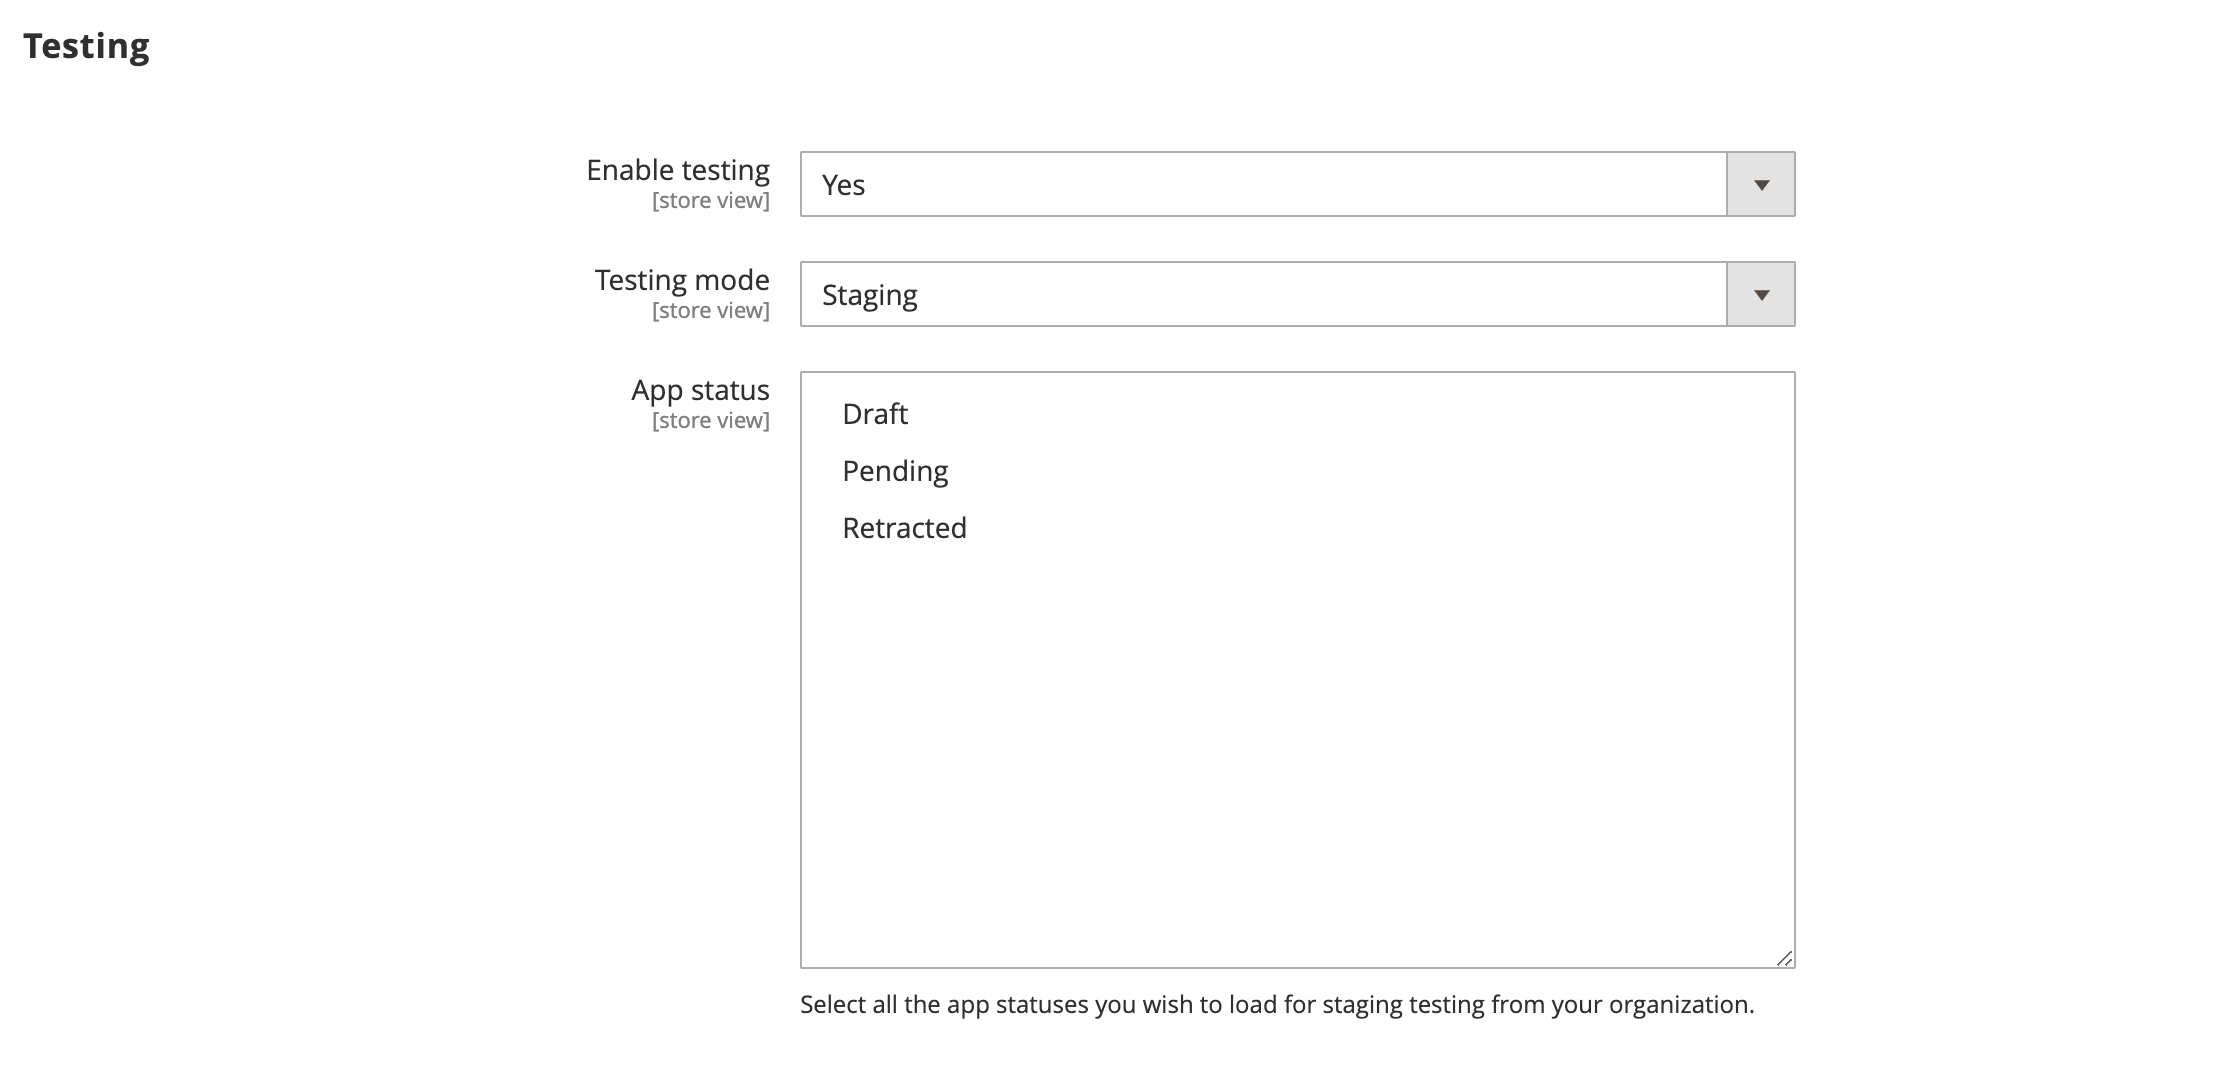 Testing
Enable testing
[store view]
Yes
Testing mode
[store view]
Staging
App status
[store view]
Draft
Pending
Retracted
Select all the app statuses you wish to load for staging testing from your organization.